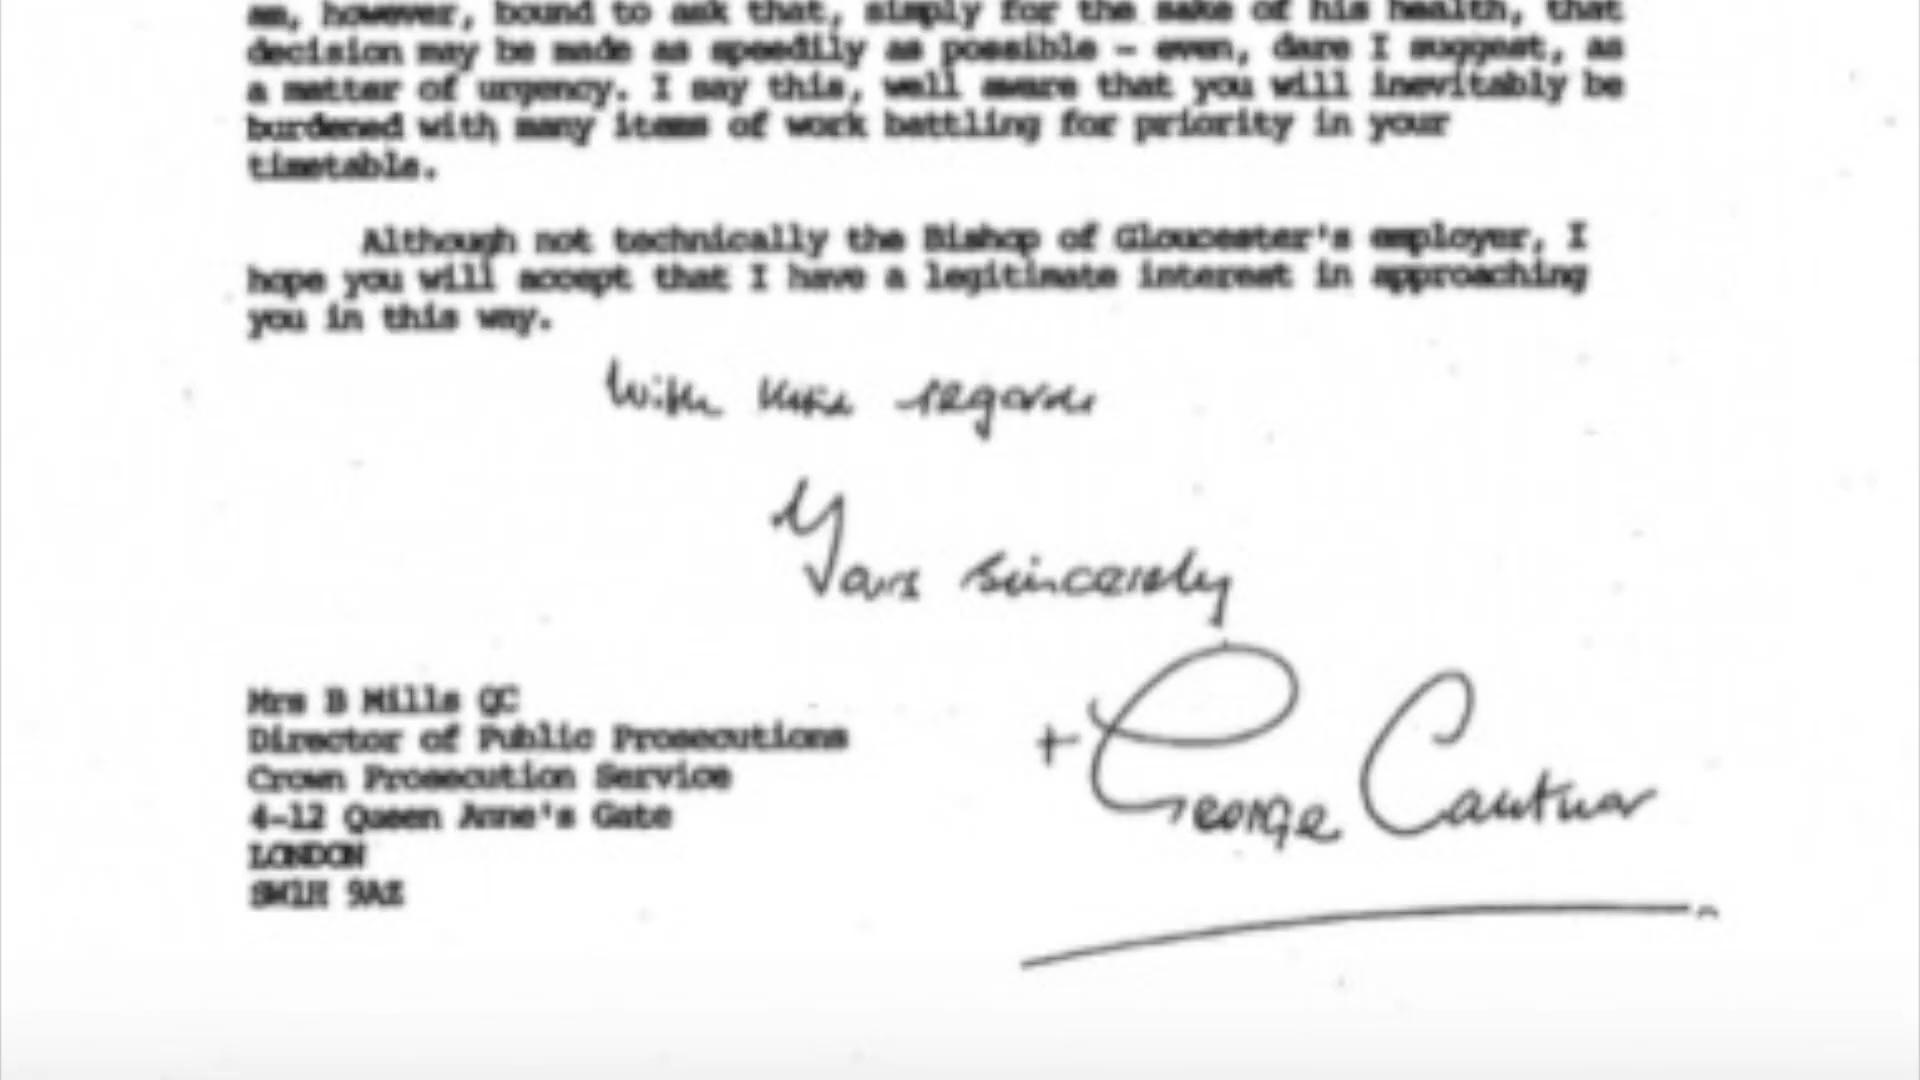 am, however, bound to ask that, simply for the sake of his health, that
decision may be made as speedily as possible - even, dare I suggest, as
a matter of urgency. I say this, well aware that you will inevitably be
burdened with many items of work battling for priority in your
timetable.
Although not technically the Bishop of Gloucester's employer, I
hope you will accept that I have a legitimate interest in approaching
you in this way.
With kind regards
Yours sincerely
+ George Cantuar
Mrs B Mills QC
Director of Public Prosecutions
Crown Prosecution Service
4-12 Queen Anne's Gate
LONDON
SW1H 9AZ